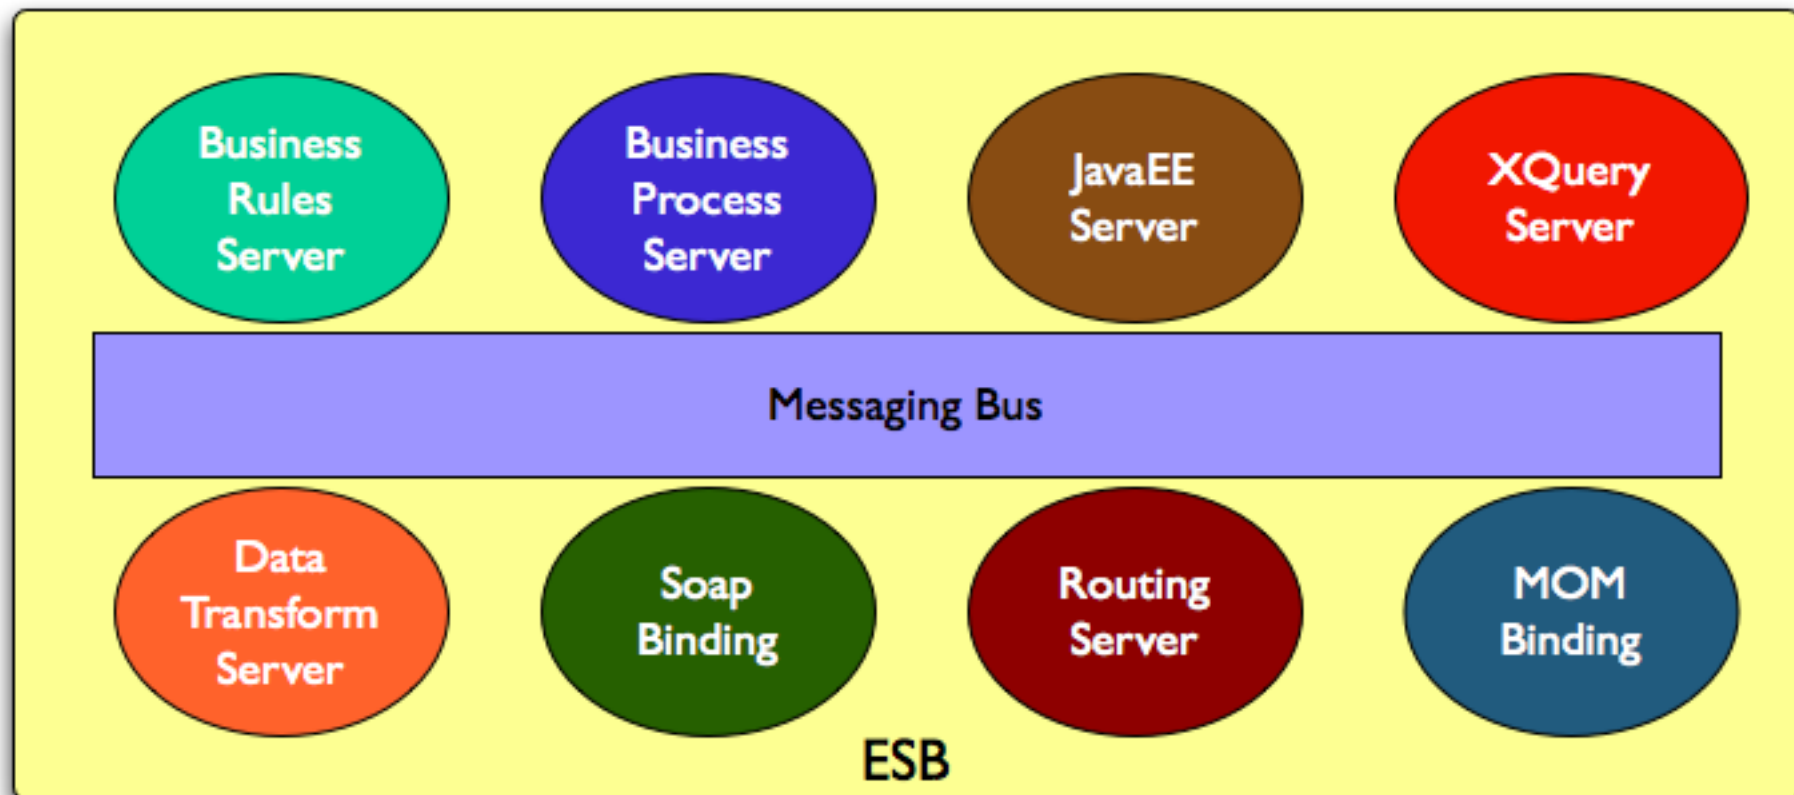 Business
Rules
Server
Business
Process
Server
JavaEE
Server
XQuery
Server
Messaging Bus
Data
Transform
Server
Soap
Binding
Routing
Server
MOM
Binding
ESB